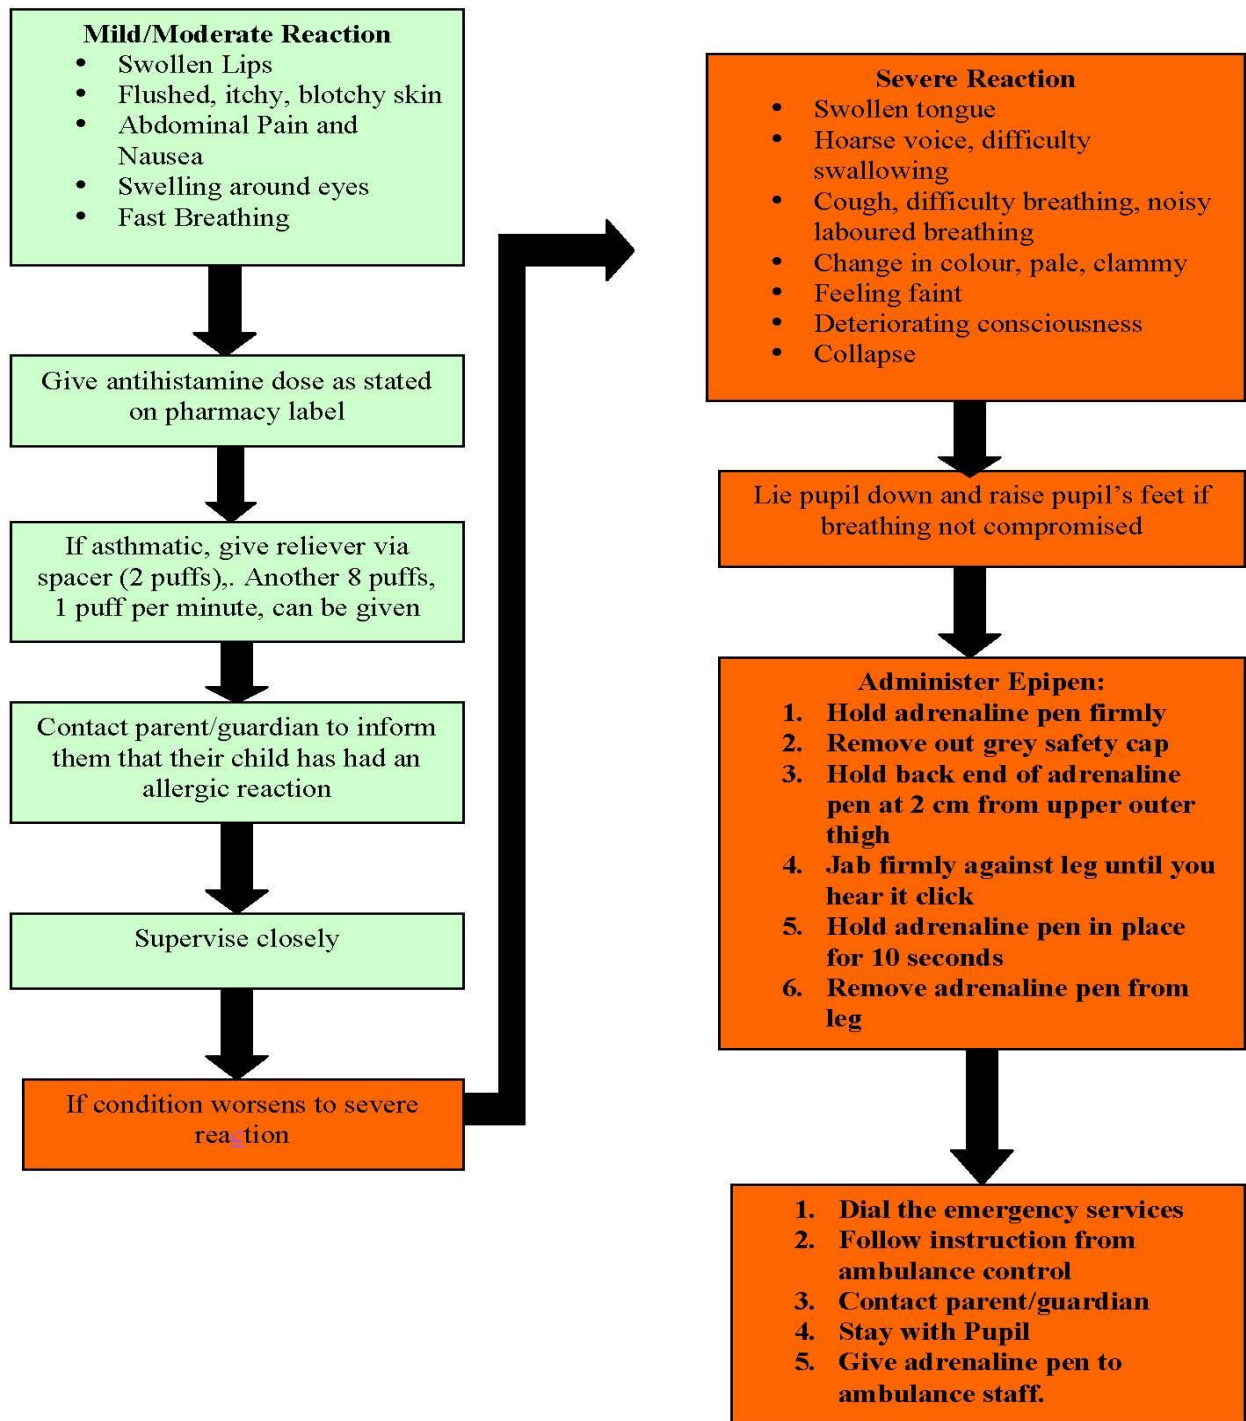 Mild/Moderate Reaction
• Swollen Lips
• Flushed, itchy, blotchy skin
• Abdominal Pain and
Nausea
• Swelling around eyes
• Fast Breathing
Give antihistamine dose as stated
on pharmacy label
If asthmatic, give reliever via
spacer (2 puffs),. Another 8 puffs,
1 puff per minute, can be given
Contact parent/guardian to inform
them that their child has had an
allergic reaction
Supervise closely
If condition worsens to severe
reaction
Severe Reaction
• Swollen tongue
• Hoarse voice, difficulty
swallowing
• Cough, difficulty breathing, noisy
laboured breathing
• Change in colour, pale, clammy
• Feeling faint
• Deteriorating consciousness
• Collapse
Lie pupil down and raise pupil’s feet if
breathing not compromised
Administer Epipen:
1. Hold adrenaline pen firmly
2. Remove out grey safety cap
3. Hold back end of adrenaline
pen at 2 cm from upper outer
thigh
4. Jab firmly against leg until you
hear it click
5. Hold adrenaline pen in place
for 10 seconds
6. Remove adrenaline pen from
leg
1. Dial the emergency services
2. Follow instruction from
ambulance control
3. Contact parent/guardian
4. Stay with Pupil
5. Give adrenaline pen to
ambulance staff.